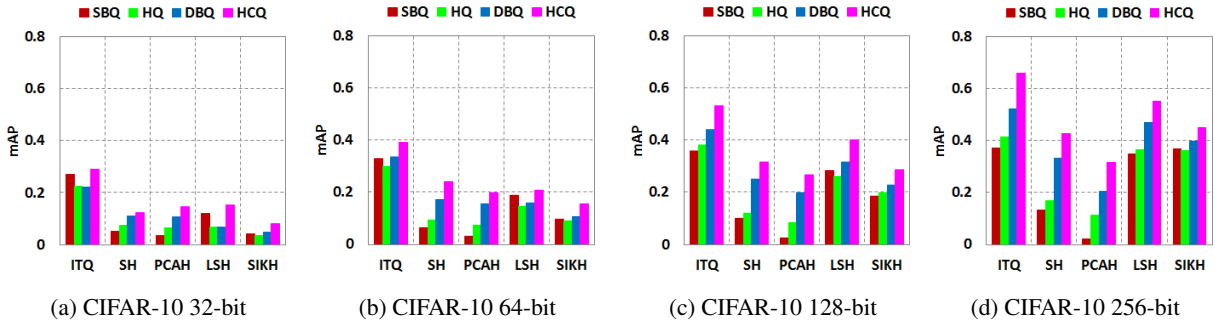 SBQ HQ DBQ HCQ
0.8
0.6
0.4
0.2
0
mAP
ITQ SH PCAH LSH SIKH
(a) CIFAR-10 32-bit
SBQ HQ DBQ HCQ
0.8
0.6
0.4
0.2
0
mAP
ITQ SH PCAH LSH SIKH
(b) CIFAR-10 64-bit
SBQ HQ DBQ HCQ
0.8
0.6
0.4
0.2
0
mAP
ITQ SH PCAH LSH SIKH
(c) CIFAR-10 128-bit
SBQ HQ DBQ HCQ
0.8
0.6
0.4
0.2
0
mAP
ITQ SH PCAH LSH SIKH
(d) CIFAR-10 256-bit